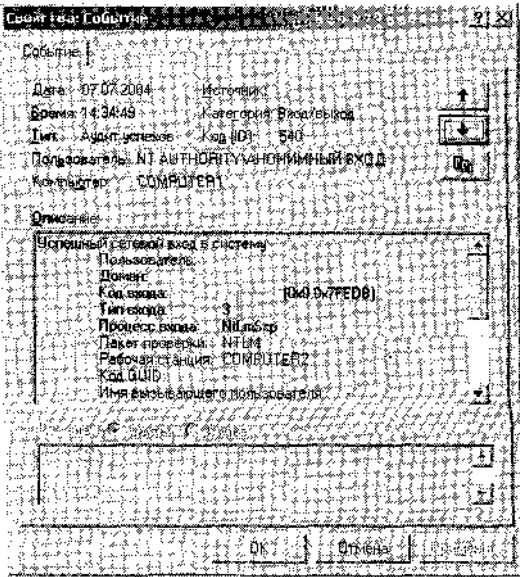 Свойства: Событие
Событие
Дата: 07.07.2004 Источник:
Время: 14:34:49 Категория: Вход/выход
Тип: Аудит успехов Код (ID): 540
Пользователь: NT AUTHORITY\АНОНИМНЫЙ ВХОД
Компьютер: COMPUTER1
Описание:
Успешный сетевой вход в систему
Пользователь:
Домен:
Код входа: (0x0,0x7FEDB)
Тип входа: 3
Процесс входа: NtLmSsp
Пакет проверки: NTLM
Рабочая станция: COMPUTER2
Код GUID: -
Имя вызывающего пользователя: -
OK Отмена